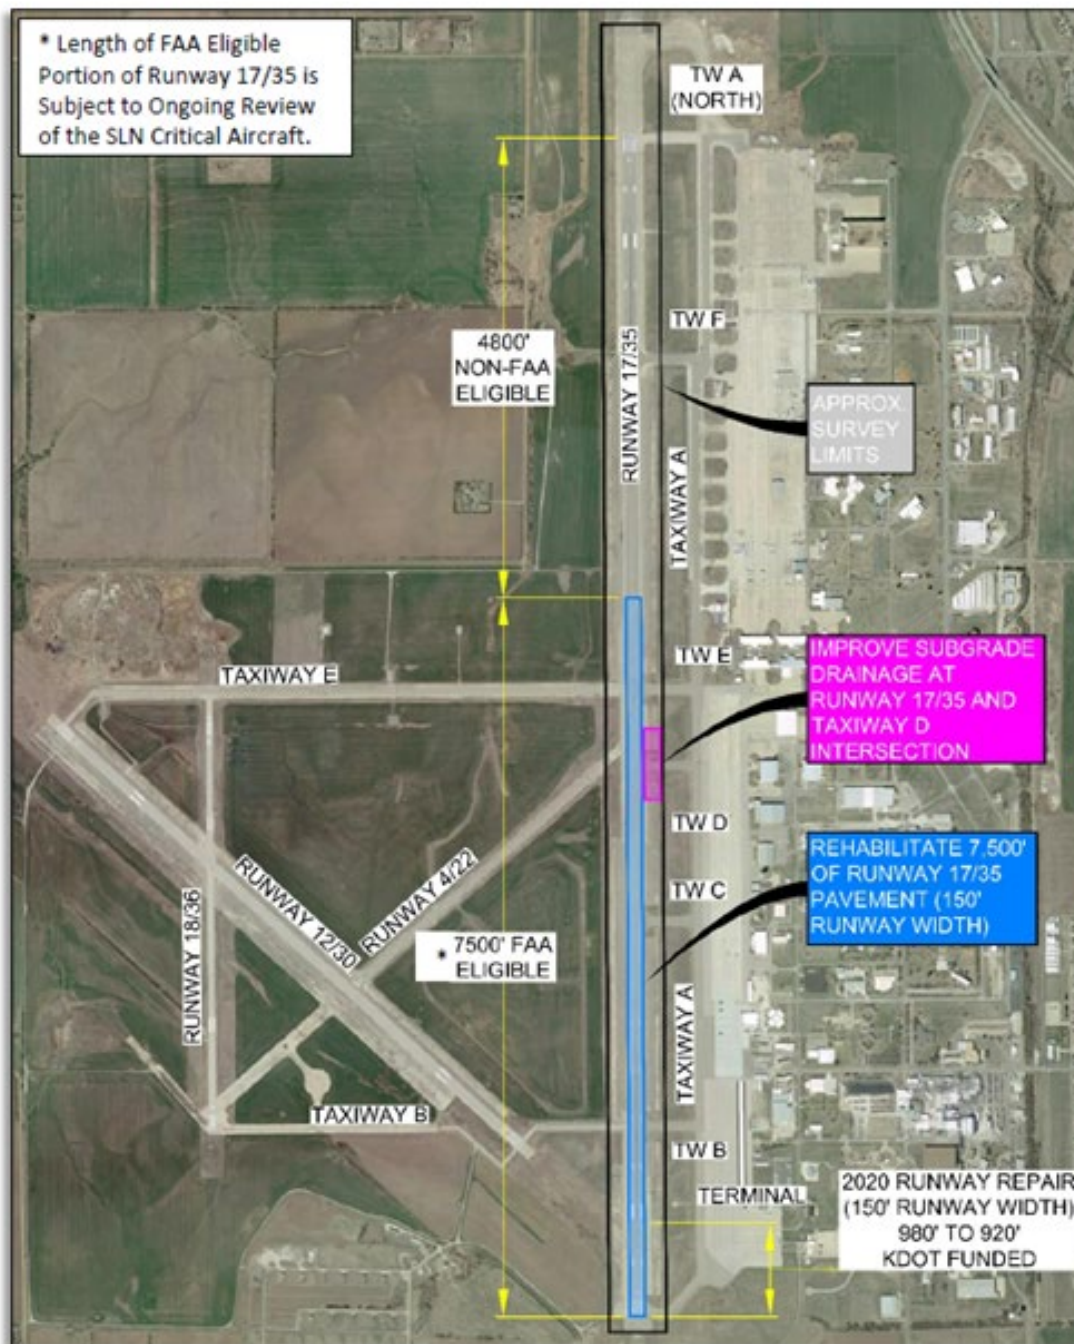 * Length of FAA Eligible
Portion of Runway 17/35 is
Subject to Ongoing Review
of the SLN Critical Aircraft.
TW A
(NORTH)
TW F
4800'
NON-FAA
ELIGIBLE
RUNWAY 17/35
APPROX.
SURVEY
LIMITS
TAXIWAY A
TW E
IMPROVE SUBGRADE
DRAINAGE AT
RUNWAY 17/35 AND
TAXIWAY D
INTERSECTION
TAXIWAY E
TW D
REHABILITATE 7,500'
OF RUNWAY 17/35
PAVEMENT (150'
RUNWAY WIDTH)
TW C
RUNWAY 18/36
RUNWAY 12/30
RUNWAY 4/22
* 7500' FAA
ELIGIBLE
TAXIWAY A
TAXIWAY B
TW B
TERMINAL
2020 RUNWAY REPAIR
(150' RUNWAY WIDTH)
980' TO 920'
KDOT FUNDED